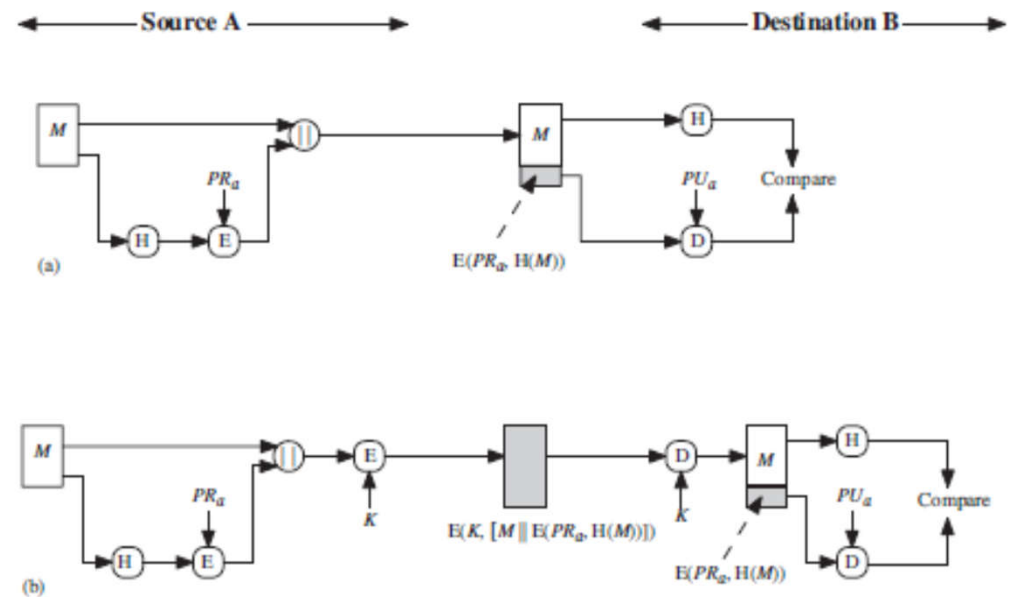 Source A
Destination B
M
||
M
H
PRa
PUa
Compare
H
E
D
E(PRa, H(M))
(a)
M
||
E
D
M
H
K
K
PRa
E(K, [M || E(PRa, H(M))])
PUa
Compare
H
E
E(PRa, H(M))
D
(b)